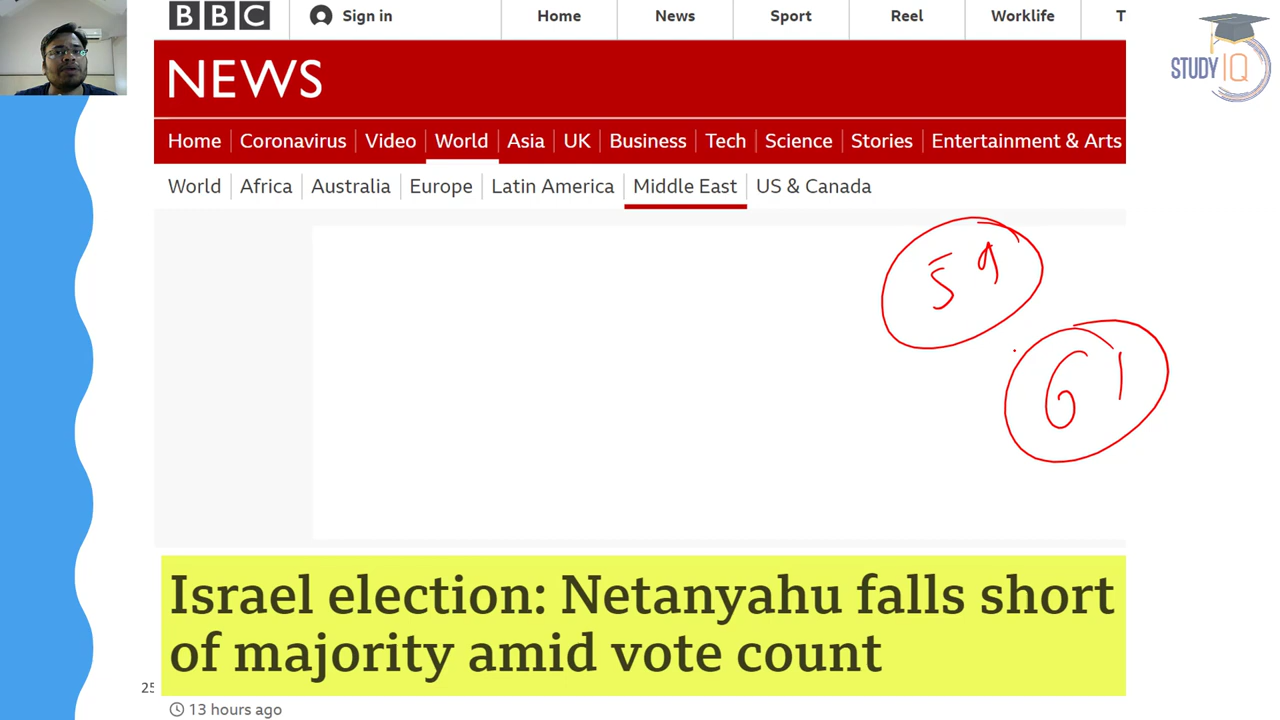 BBC Sign in Home News Sport Reel Worklife T
STUDY IQ
NEWS
Home Coronavirus Video World Asia UK Business Tech Science Stories Entertainment & Arts
World Africa Australia Europe Latin America Middle East US & Canada
59
61
Israel election: Netanyahu falls short
of majority amid vote count
25
13 hours ago